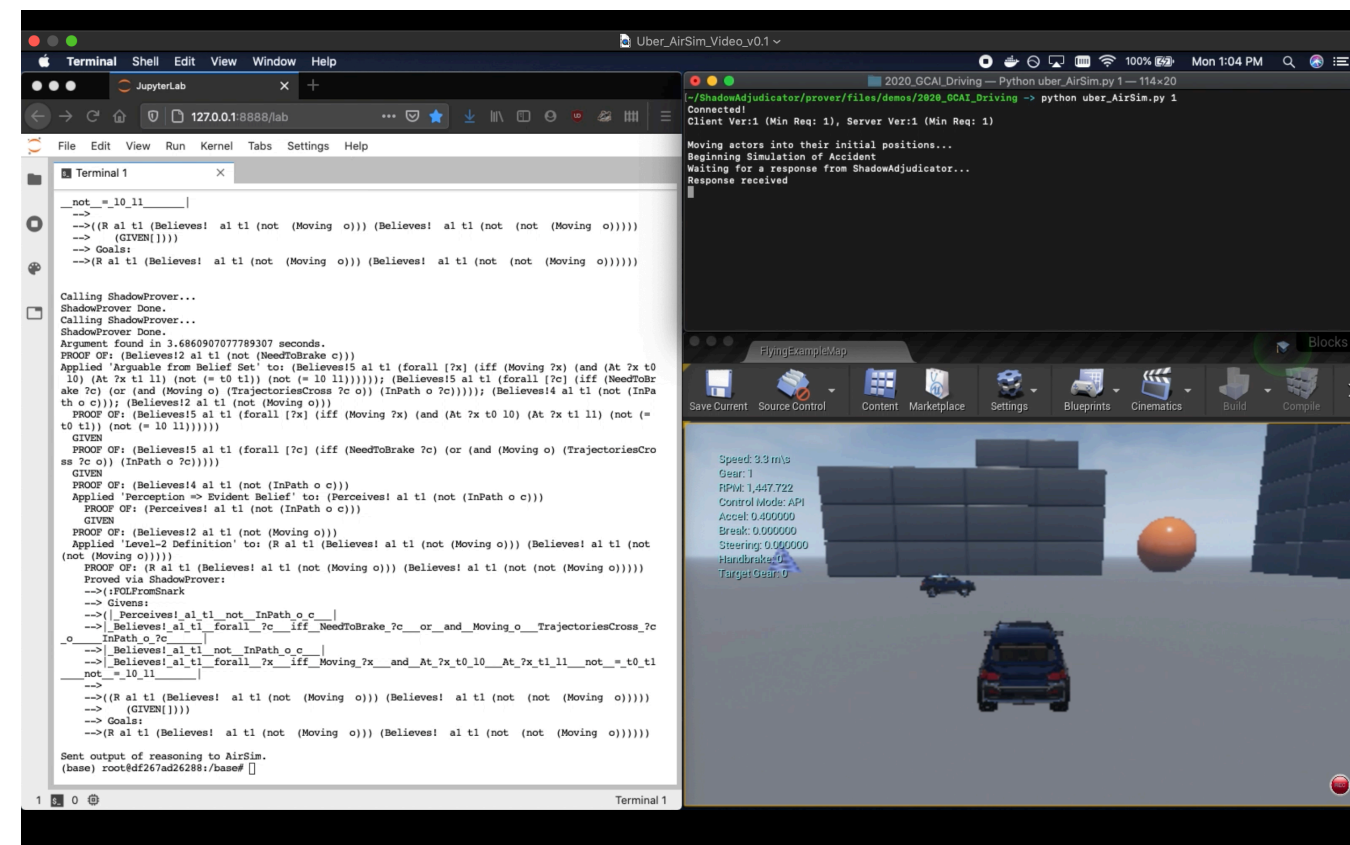 Uber_AirSim_Video_v0.1
Terminal Shell Edit View Window Help
100% Mon 1:04 PM
JupyterLab
127.0.0.1:8888/lab
File Edit View Run Kernel Tabs Settings Help
Terminal 1
__not__=_l0_l1_______|
-->
-->((R a1 t1 (Believes! a1 t1 (not (Moving o))) (Believes! a1 t1 (not (not (Moving o)))))
--> (GIVEN[])))
--> Goals:
-->(R a1 t1 (Believes! a1 t1 (not (Moving o))) (Believes! a1 t1 (not (not (Moving o))))))
Calling ShadowProver...
ShadowProver Done.
Calling ShadowProver...
ShadowProver Done.
Argument found in 3.6860907077789307 seconds.
PROOF OF: (Believes!2 a1 t1 (not (NeedToBrake c)))
Applied 'Arguable from Belief Set' to: (Believes!5 a1 t1 (forall [?x] (iff (Moving ?x) (and (At ?x t0
l0) (At ?x t1 l1) (not (= t0 t1)) (not (= l0 l1)))))); (Believes!5 a1 t1 (forall [?c] (iff (NeedToBr
ake ?c) (or (and (Moving o) (TrajectoriesCross ?c o)) (InPath o ?c))))); (Believes!4 a1 t1 (not (InPa
th o c))); (Believes!2 a1 t1 (not (Moving o)))
PROOF OF: (Believes!5 a1 t1 (forall [?x] (iff (Moving ?x) (and (At ?x t0 l0) (At ?x t1 l1) (not (=
t0 t1)) (not (= l0 l1))))))
GIVEN
PROOF OF: (Believes!5 a1 t1 (forall [?c] (iff (NeedToBrake ?c) (or (and (Moving o) (TrajectoriesCro
ss ?c o)) (InPath o ?c)))))
GIVEN
PROOF OF: (Believes!4 a1 t1 (not (InPath o c)))
Applied 'Perception => Evident Belief' to: (Perceives! a1 t1 (not (InPath o c)))
PROOF OF: (Perceives! a1 t1 (not (InPath o c)))
GIVEN
PROOF OF: (Believes!2 a1 t1 (not (Moving o)))
Applied 'Level-2 Definition' to: (R a1 t1 (Believes! a1 t1 (not (Moving o))) (Believes! a1 t1 (not
(not (Moving o)))))
PROOF OF: (R a1 t1 (Believes! a1 t1 (not (Moving o))) (Believes! a1 t1 (not (not (Moving o)))))
Proved via ShadowProver:
-->(:FOLFromSnark
--> Givens:
-->(|_Perceives!_a1_t1__not__InPath_o_c___|
-->|_Believes!_a1_t1__forall__?c___iff__NeedToBrake_?c___or__and__Moving_o___TrajectoriesCross_?c
_o_____InPath_o_?c______|
-->|_Believes!_a1_t1__not__InPath_o_c___|
-->|_Believes!_a1_t1__forall__?x___iff__Moving_?x___and__At_?x_t0_l0___At_?x_t1_l1___not__=_t0_t1
____not__=_l0_l1_______|
-->
-->((R a1 t1 (Believes! a1 t1 (not (Moving o))) (Believes! a1 t1 (not (not (Moving o)))))
--> (GIVEN[])))
--> Goals:
-->(R a1 t1 (Believes! a1 t1 (not (Moving o))) (Believes! a1 t1 (not (not (Moving o))))))
Sent output of reasoning to AirSim.
(base) root@df267ad26288:/base#
1 0 Terminal 1
2020_GCAI_Driving — Python uber_AirSim.py 1 — 114×20
~/ShadowAdjudicator/prover/files/demos/2020_GCAI_Driving -> python uber_AirSim.py 1
Connected!
Client Ver:1 (Min Req: 1), Server Ver:1 (Min Req: 1)
Moving actors into their initial positions...
Beginning Simulation of Accident
Waiting for a response from ShadowAdjudicator...
Response received
FlyingExampleMap
Blocks
Save Current Source Control Content Marketplace Settings Blueprints Cinematics Build Compile
Speed: 3.3 m\s
Gear: 1
RPM: 1,447.722
Control Mode: API
Accel: 0.400000
Break: 0.000000
Steering: 0.000000
Handbrake: 0
Target Gear: 0